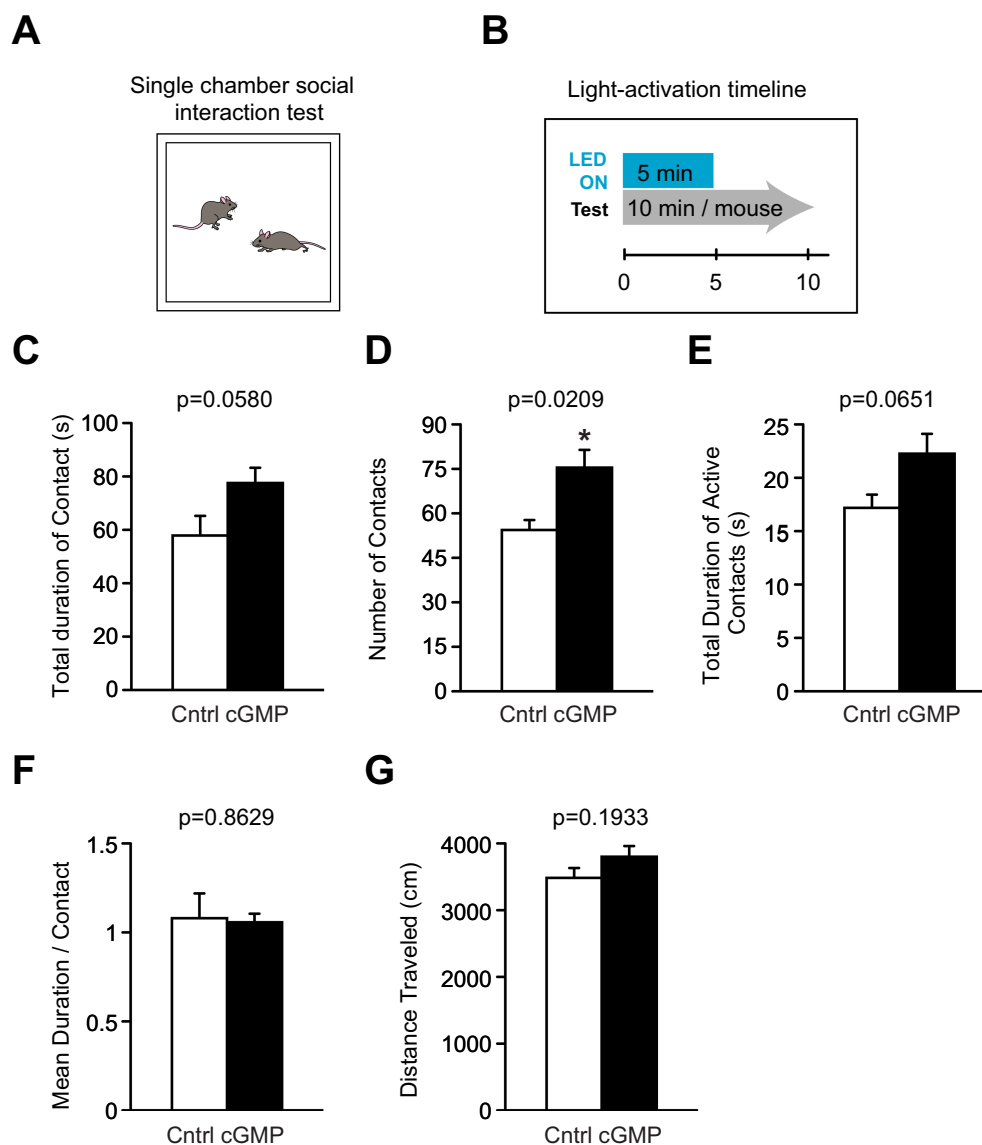 A
B
Single chamber social
interaction test
Light-activation timeline
LED
ON
5 min
Test
10 min / mouse
0
5
10
C
D
E
p=0.0580
Total duration of Contact (s)
100
80
60
40
20
0
Cntrl cGMP
p=0.0209
*
Number of Contacts
90
75
60
45
30
15
0
Cntrl cGMP
p=0.0651
Total Duration of Active
Contacts (s)
25
20
15
10
5
0
Cntrl cGMP
F
G
p=0.8629
Mean Duration / Contact
1.5
1
0.5
0
Cntrl cGMP
p=0.1933
Distance Traveled (cm)
4000
3000
2000
1000
0
Cntrl cGMP